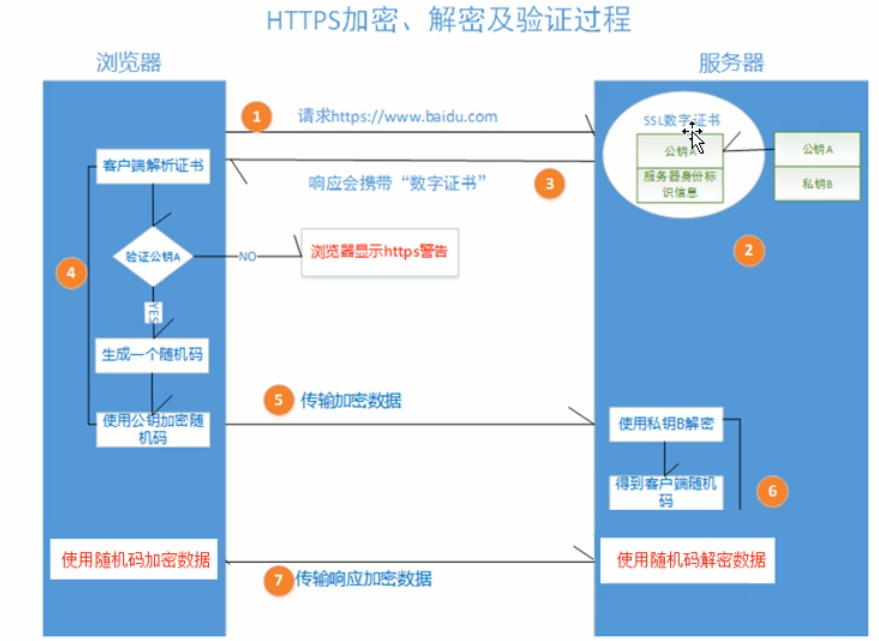 HTTPS加密、解密及验证过程
浏览器
服务器
1
请求https://www.baidu.com
SSL数字证书
公钥A
服务器身份标
识信息
公钥A
私钥B
2
响应会携带“数字证书”
3
客户端解析证书
验证公钥A
NO
浏览器显示https警告
4
YES
生成一个随机码
使用公钥加密随
机码
5
传输加密数据
使用私钥B解密
得到客户端随机
码
6
使用随机码加密数据
7
传输响应加密数据
使用随机码解密数据